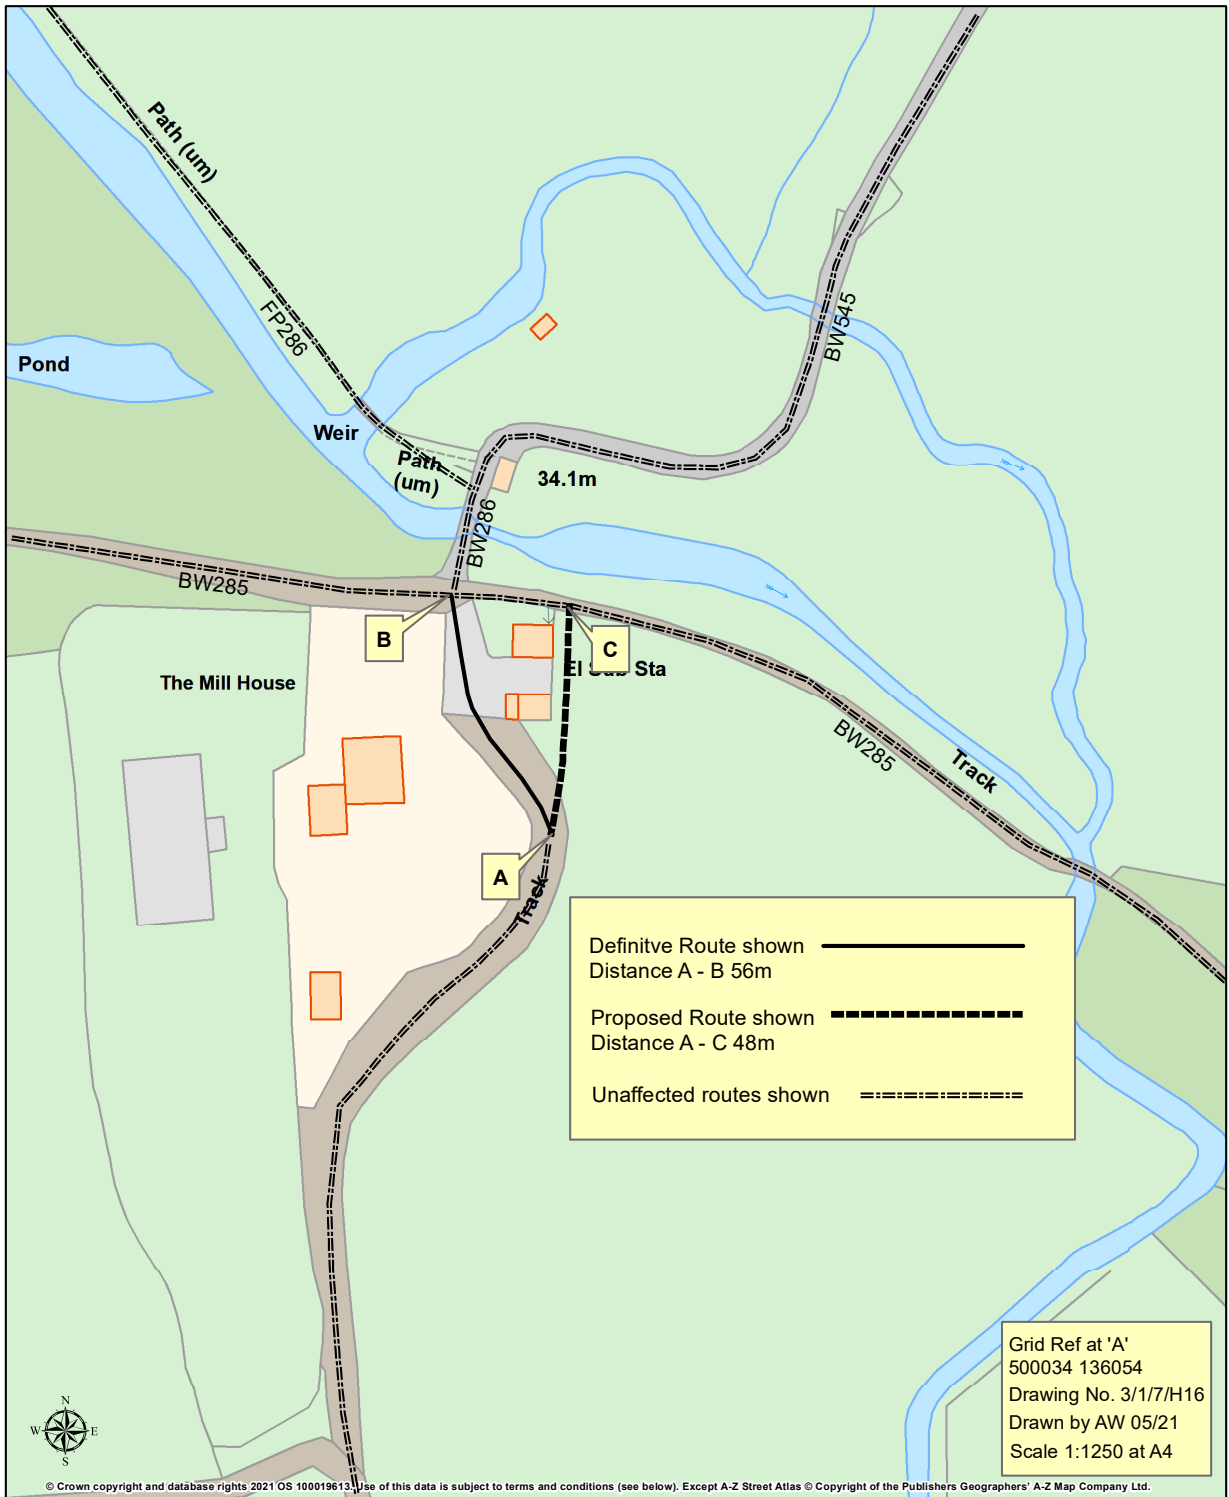 Path (um)
FP286
BW545
Pond
Weir
Path
(um)
34.1m
BW286
BW285
B
C
El Sub Sta
The Mill House
BW285
Track
A
Track
Definitve Route shown
Distance A - B 56m
Proposed Route shown
Distance A - C 48m
Unaffected routes shown
Grid Ref at 'A'
500034 136054
Drawing No. 3/1/7/H16
Drawn by AW 05/21
Scale 1:1250 at A4
N
W E
S
© Crown copyright and database rights 2021 OS 100019613. Use of this data is subject to terms and conditions (see below). Except A-Z Street Atlas © Copyright of the Publishers Geographers' A-Z Map Company Ltd.